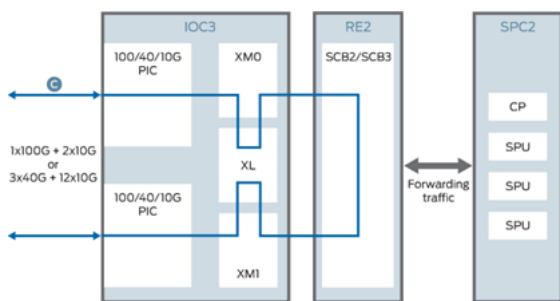 IOC3
RE2
SPC2
100/40/10G
PIC
XM0
SCB2/SCB3
C
CP
1x100G + 2x10G
or
3x40G + 12x10G
XL
SPU
SPU
SPU
Forwarding
traffic
100/40/10G
PIC
XM1